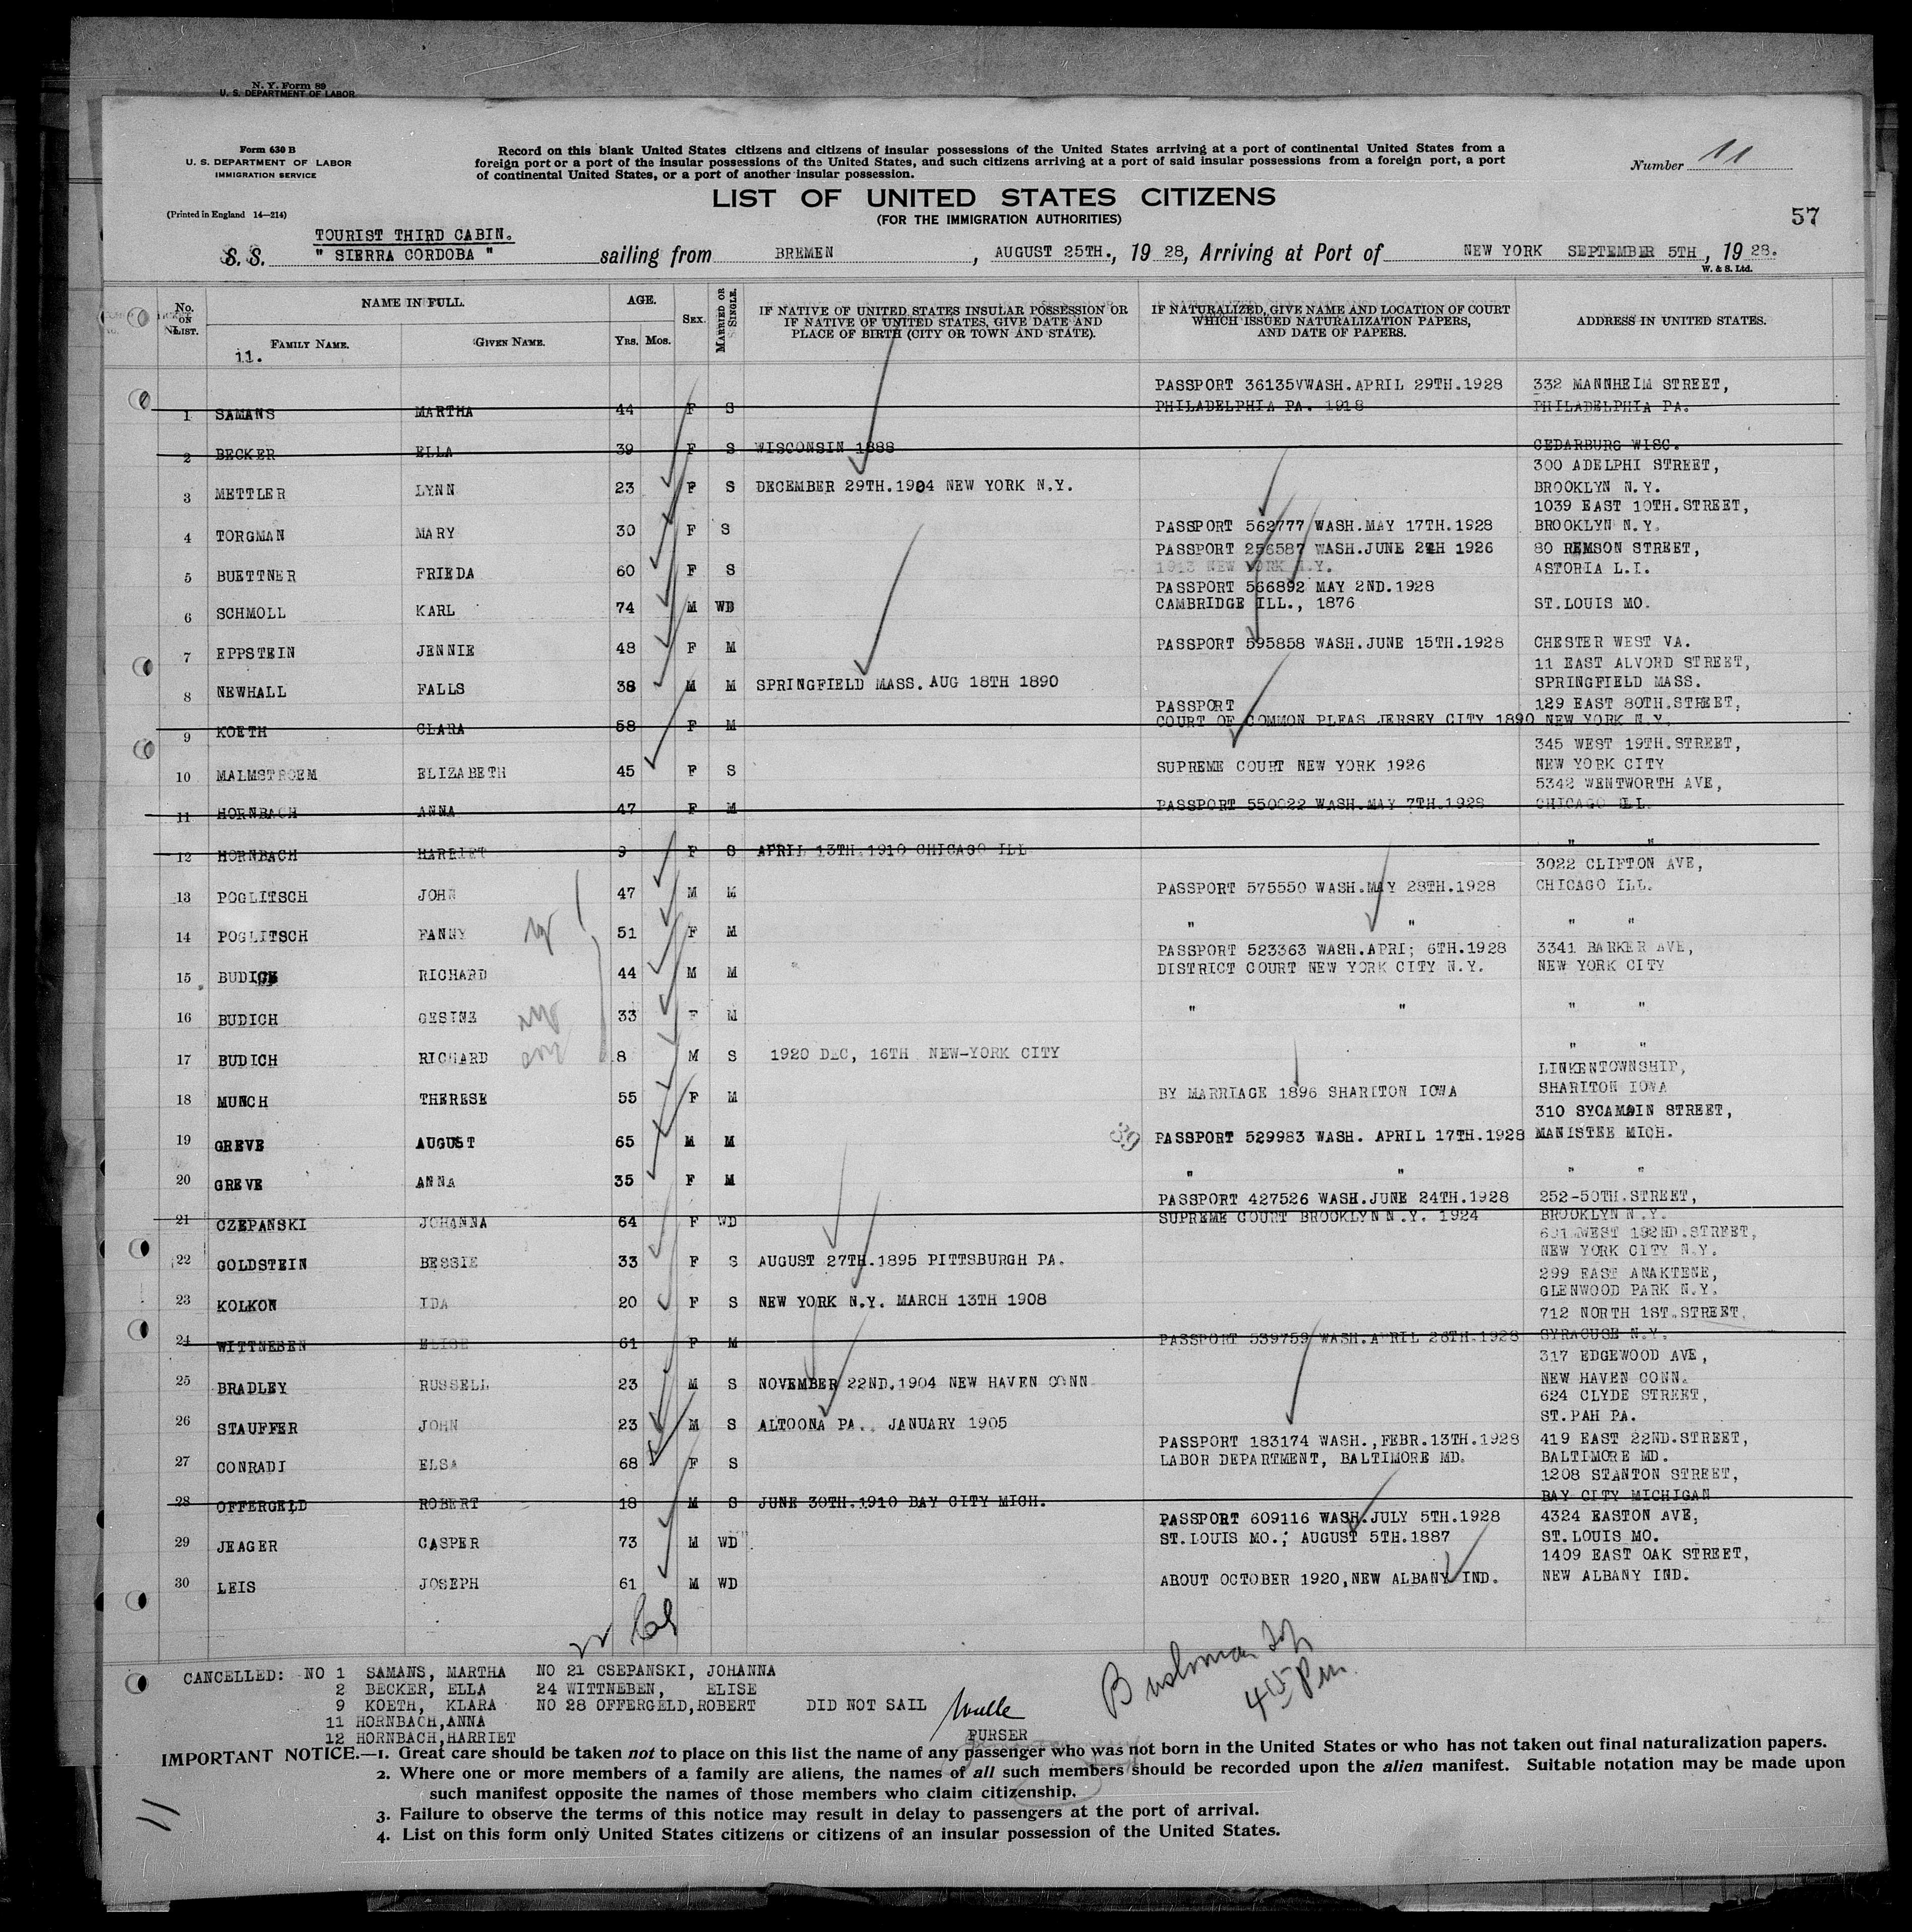 N. Y. Form 89
U. S. DEPARTMENT OF LABOR
Form 630 B
U. S. DEPARTMENT OF LABOR
IMMIGRATION SERVICE
(Printed in England 14—214)
Record on this blank United States citizens and citizens of insular possessions of the United States arriving at a port of continental United States from a
foreign port or a port of the insular possessions of the United States, and such citizens arriving at a port of said insular possessions from a foreign port, a port
of continental United States, or a port of another insular possession.
Number 11
LIST OF UNITED STATES CITIZENS
(FOR THE IMMIGRATION AUTHORITIES)
57
TOURIST THIRD CABIN.
S. S. " SIERRA CORDOBA " sailing from BREMEN , AUGUST 25TH., 19 28, Arriving at Port of NEW YORK SEPTEMBER 5TH , 19 28.
W. & S. Ltd.
No. ON LIST. NAME IN FULL. AGE. SEX. MARRIED OR SINGLE. IF NATIVE OF UNITED STATES INSULAR POSSESSION OR IF NATIVE OF UNITED STATES, GIVE DATE AND PLACE OF BIRTH (CITY OR TOWN AND STATE). IF NATURALIZED, GIVE NAME AND LOCATION OF COURT WHICH ISSUED NATURALIZATION PAPERS, AND DATE OF PAPERS. ADDRESS IN UNITED STATES.
FAMILY NAME. GIVEN NAME. YRS. MOS.
11.
PASSPORT 36135VWASH.APRIL 29TH.1928 332 MANNHEIM STREET,
1 SAMANS MARTHA 44 F S PHILADELPHIA PA. 1918 PHILADELPHIA PA.
2 BECKER ELLA 39 F S WISCONSIN 1888 CEDARBURG WISC.
300 ADELPHI STREET,
3 METTLER LYNN 23 F S DECEMBER 29TH.1904 NEW YORK N.Y. BROOKLYN N.Y.
1039 EAST 10TH.STREET,
4 TORGMAN MARY 30 F S PASSPORT 562777 WASH.MAY 17TH.1928 BROOKLYN N.Y.
PASSPORT 256587 WASH.JUNE 2TH 1926 80 REMSON STREET,
5 BUETTNER FRIEDA 60 F S 1913 NEW YORK N.Y. ASTORIA L.I.
PASSPORT 566892 MAY 2ND.1928
6 SCHMOLL KARL 74 M WD CAMBRIDGE ILL., 1876 ST.LOUIS MO.
7 EPPSTEIN JENNIE 48 F M PASSPORT 595858 WASH.JUNE 15TH.1928 CHESTER WEST VA.
11 EAST ALVORD STREET,
8 NEWHALL FALLS 38 M M SPRINGFIELD MASS. AUG 18TH 1890 SPRINGFIELD MASS.
PASSPORT 129 EAST 80TH.STREET,
9 KOETH CLARA 58 F M COURT OF COMMON PLEAS JERSEY CITY 1890 NEW YORK N.Y.
345 WEST 19TH.STREET,
10 MALMSTROEM ELIZABETH 45 F S SUPREME COURT NEW YORK 1926 NEW YORK CITY
5342 WENTWORTH AVE,
11 HORNBACH ANNA 47 F M PASSPORT 550022 WASH.MAY 7TH.1928 CHICAGO ILL.
12 HORNBACH HARRIET 9 F S APRIL 13TH.1910 CHICAGO ILL " "
3022 CLIFTON AVE,
13 POGLITSCH JOHN 47 M M PASSPORT 575550 WASH.MAY 28TH.1928 CHICAGO ILL.
14 POGLITSCH FANNY 51 F M " " " "
PASSPORT 523363 WASH.APRI; 6TH.1928 3341 BARKER AVE,
15 BUDICH RICHARD 44 M M DISTRICT COURT NEW YORK CITY N.Y. NEW YORK CITY
16 BUDICH GESINE 33 F M " " " "
17 BUDICH RICHARD 8 M S 1920 DEC, 16TH NEW-YORK CITY " "
LINKENTOWNSHIP,
18 MUNCH THERESE 55 F M BY MARRIAGE 1896 SHARITON IOWA SHARITON IOWA
310 SYCAMAIN STREET,
19 GREVE AUGUST 65 M M 39 PASSPORT 529983 WASH. APRIL 17TH.1928 MANISTEE MICH.
20 GREVE ANNA 35 F M " " " "
PASSPORT 427526 WASH.JUNE 24TH.1928 252-50TH.STREET,
21 CZEPANSKI JOHANNA 64 F WD SUPREME COURT BROOKLYN N.Y. 1924 BROOKLYN N.Y.
601 WEST 192ND.STREET,
22 GOLDSTEIN BESSIE 33 F S AUGUST 27TH.1895 PITTSBURGH PA. NEW YORK CITY N.Y.
299 EAST ANAKTENE,
23 KOLKON IDA 20 F S NEW YORK N.Y. MARCH 13TH 1908 GLENWOOD PARK N.Y.
712 NORTH 1ST.STREET,
24 WITTNEBEN ELISE 61 F M PASSPORT 539759 WASH.APRIL 26TH.1928 SYRACUSE N.Y.
317 EDGEWOOD AVE,
25 BRADLEY RUSSELL 23 M S NOVEMBER 22ND.1904 NEW HAVEN CONN NEW HAVEN CONN.
624 CLYDE STREET,
26 STAUFFER JOHN 23 M S ALTOONA PA., JANUARY 1905 ST.PAH PA.
PASSPORT 183174 WASH.,FEBR.13TH.1928 419 EAST 22ND.STREET,
27 CONRADI ELSA 68 F S LABOR DEPARTMENT, BALTIMORE MD. BALTIMORE MD.
1208 STANTON STREET,
28 OFFERGELD ROBERT 18 M S JUNE 30TH.1910 BAY CITY MICH. BAY CITY MICHIGAN
PASSPORT 609116 WASH.JULY 5TH.1928 4324 EASTON AVE,
29 JEAGER CASPER 73 M WD ST.LOUIS MO.; AUGUST 5TH.1887 ST.LOUIS MO.
1409 EAST OAK STREET,
30 LEIS JOSEPH 61 M WD ABOUT OCTOBER 1920,NEW ALBANY IND. NEW ALBANY IND.
CANCELLED: NO 1 SAMANS, MARTHA NO 21 CSEPANSKI, JOHANNA
2 BECKER, ELLA 24 WITTNEBEN, ELISE
9 KOETH, KLARA NO 28 OFFERGELD,ROBERT DID NOT SAIL
11 HORNBACH,ANNA
12 HORNBACH,HARRIET PURSER
IMPORTANT NOTICE.—1. Great care should be taken not to place on this list the name of any passenger who was not born in the United States or who has not taken out final naturalization papers.
2. Where one or more members of a family are aliens, the names of all such members should be recorded upon the alien manifest. Suitable notation may be made upon
such manifest opposite the names of those members who claim citizenship.
3. Failure to observe the terms of this notice may result in delay to passengers at the port of arrival.
4. List on this form only United States citizens or citizens of an insular possession of the United States.
11